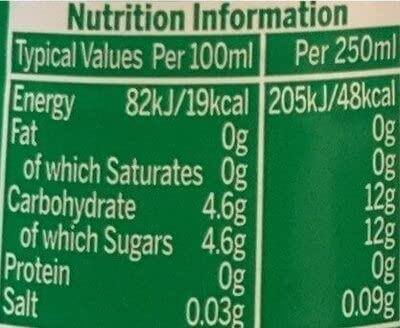 Nutrition Information
Typical Values Per 100ml Per 250ml
Energy 82kJ/19kcal 205kJ/48kcal
Fat 0g 0g
of which Saturates 0g 0g
Carbohydrate 4.6g 12g
of which Sugars 4.6g 12g
Protein 0g 0g
Salt 0.03g 0.09g